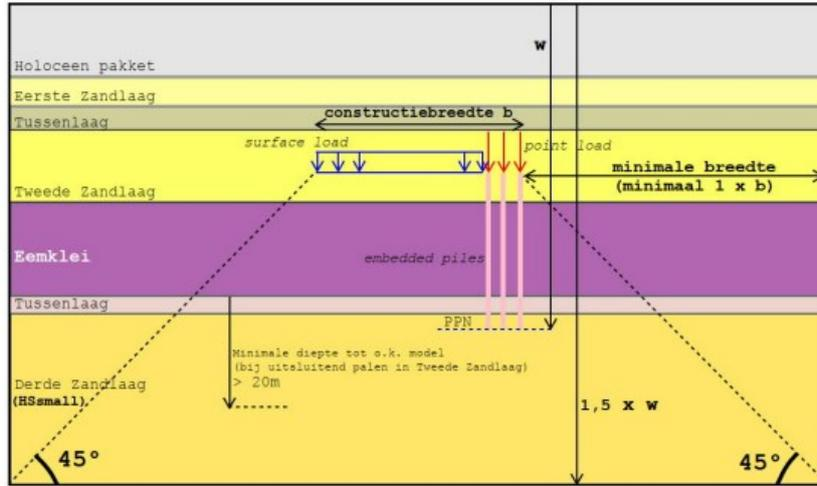 w
Holoceen pakket
Eerste Zandlaag
constructiebreedte b
Tussenlaag
surface load
point load
minimale breedte
(minimaal 1 x b)
Tweede Zandlaag
Eemklei
embedded piles
Tussenlaag
PPN
Minimale diepte tot o.k. model
(bij uitsluitend palen in Tweede Zandlaag)
> 20m
Derde Zandlaag
(HSsmall)
1,5 x w
45°
45°